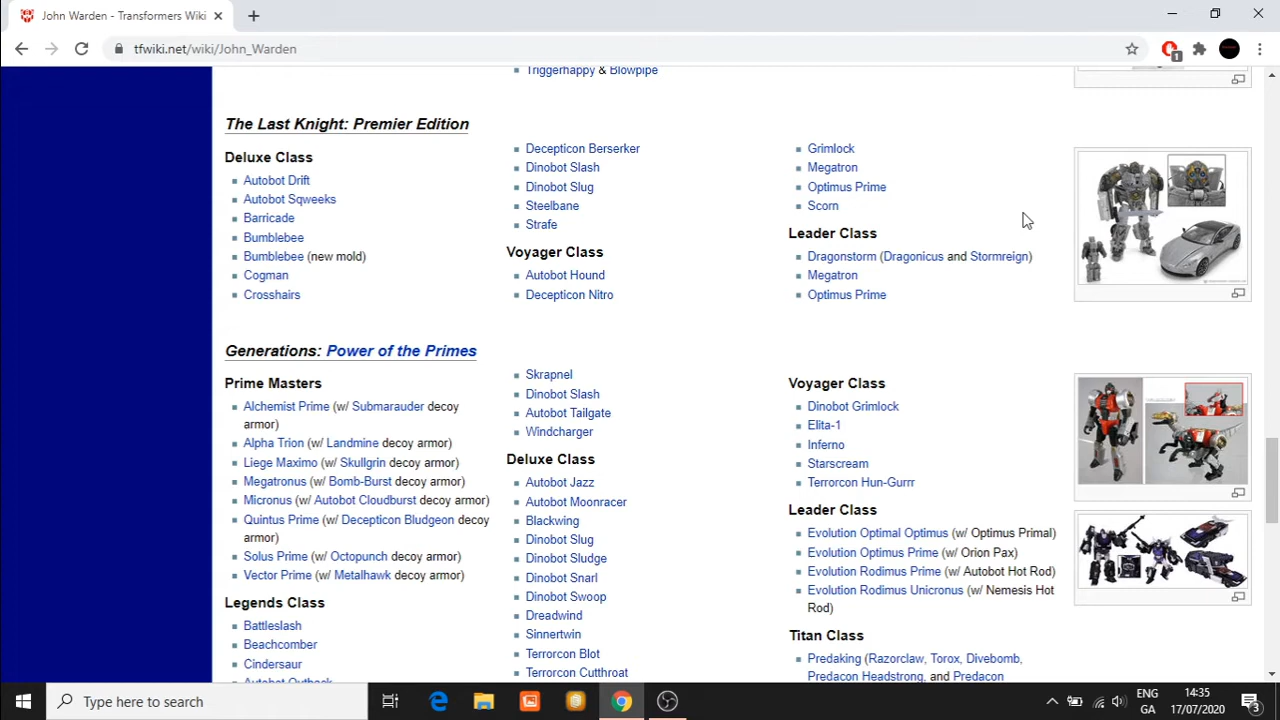 John Warden - Transformers Wiki
tfwiki.net/wiki/John_Warden
1
Triggerhappy & Blowpipe
The Last Knight: Premier Edition
Deluxe Class
Autobot Drift
Autobot Sqweeks
Barricade
Bumblebee
Bumblebee (new mold)
Cogman
Crosshairs
Decepticon Berserker
Dinobot Slash
Dinobot Slug
Steelbane
Strafe
Voyager Class
Autobot Hound
Decepticon Nitro
Grimlock
Megatron
Optimus Prime
Scorn
Leader Class
Dragonstorm (Dragonicus and Stormreign)
Megatron
Optimus Prime
Generations: Power of the Primes
Prime Masters
Alchemist Prime (w/ Submarauder decoy
armor)
Alpha Trion (w/ Landmine decoy armor)
Liege Maximo (w/ Skullgrin decoy armor)
Megatronus (w/ Bomb-Burst decoy armor)
Micronus (w/ Autobot Cloudburst decoy armor)
Quintus Prime (w/ Decepticon Bludgeon decoy
armor)
Solus Prime (w/ Octopunch decoy armor)
Vector Prime (w/ Metalhawk decoy armor)
Legends Class
Battleslash
Beachcomber
Cindersaur
Autobot Outback
Skrapnel
Dinobot Slash
Autobot Tailgate
Windcharger
Deluxe Class
Autobot Jazz
Autobot Moonracer
Blackwing
Dinobot Slug
Dinobot Sludge
Dinobot Snarl
Dinobot Swoop
Dreadwind
Sinnertwin
Terrorcon Blot
Terrorcon Cutthroat
Voyager Class
Dinobot Grimlock
Elita-1
Inferno
Starscream
Terrorcon Hun-Gurrr
Leader Class
Evolution Optimal Optimus (w/ Optimus Primal)
Evolution Optimus Prime (w/ Orion Pax)
Evolution Rodimus Prime (w/ Autobot Hot Rod)
Evolution Rodimus Unicronus (w/ Nemesis Hot
Rod)
Titan Class
Predaking (Razorclaw, Torox, Divebomb,
Predacon Headstrong, and Predacon
Type here to search
ENG
GA
14:35
17/07/2020
3